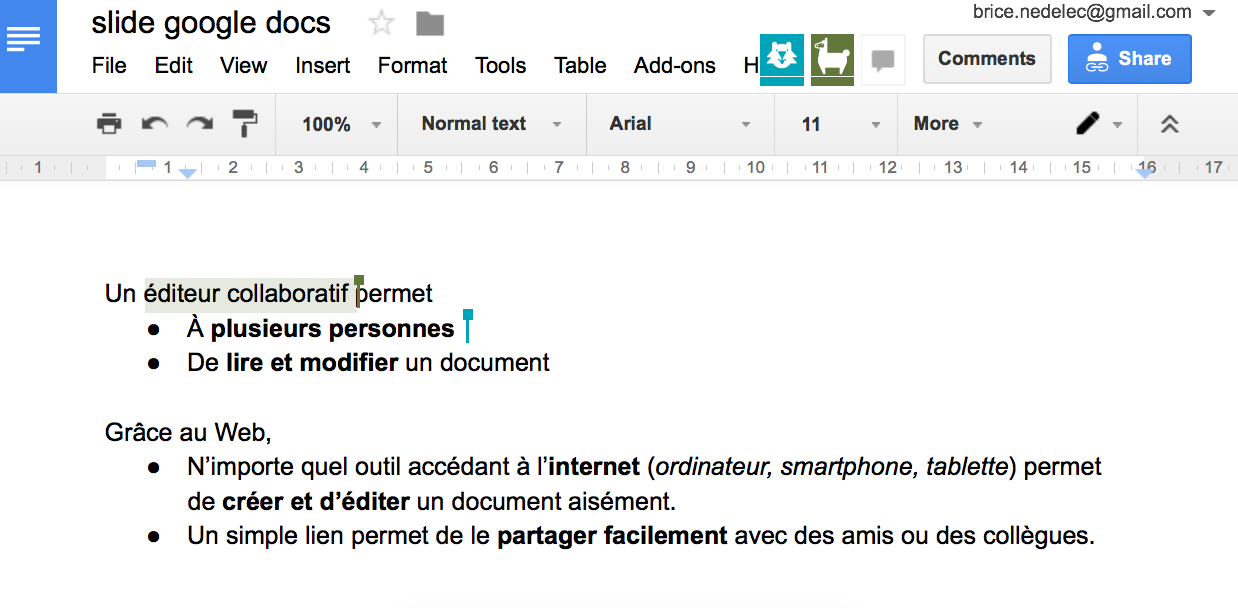 slide google docs
brice.nedelec@gmail.com
File Edit View Insert Format Tools Table Add-ons H
Comments Share
100% Normal text Arial 11 More
1 1 2 3 4 5 6 7 8 9 10 11 12 13 14 15 16 17
Un éditeur collaboratif permet
● À plusieurs personnes
● De lire et modifier un document
Grâce au Web,
● N’importe quel outil accédant à l’internet (ordinateur, smartphone, tablette) permet
de créer et d’éditer un document aisément.
● Un simple lien permet de le partager facilement avec des amis ou des collègues.